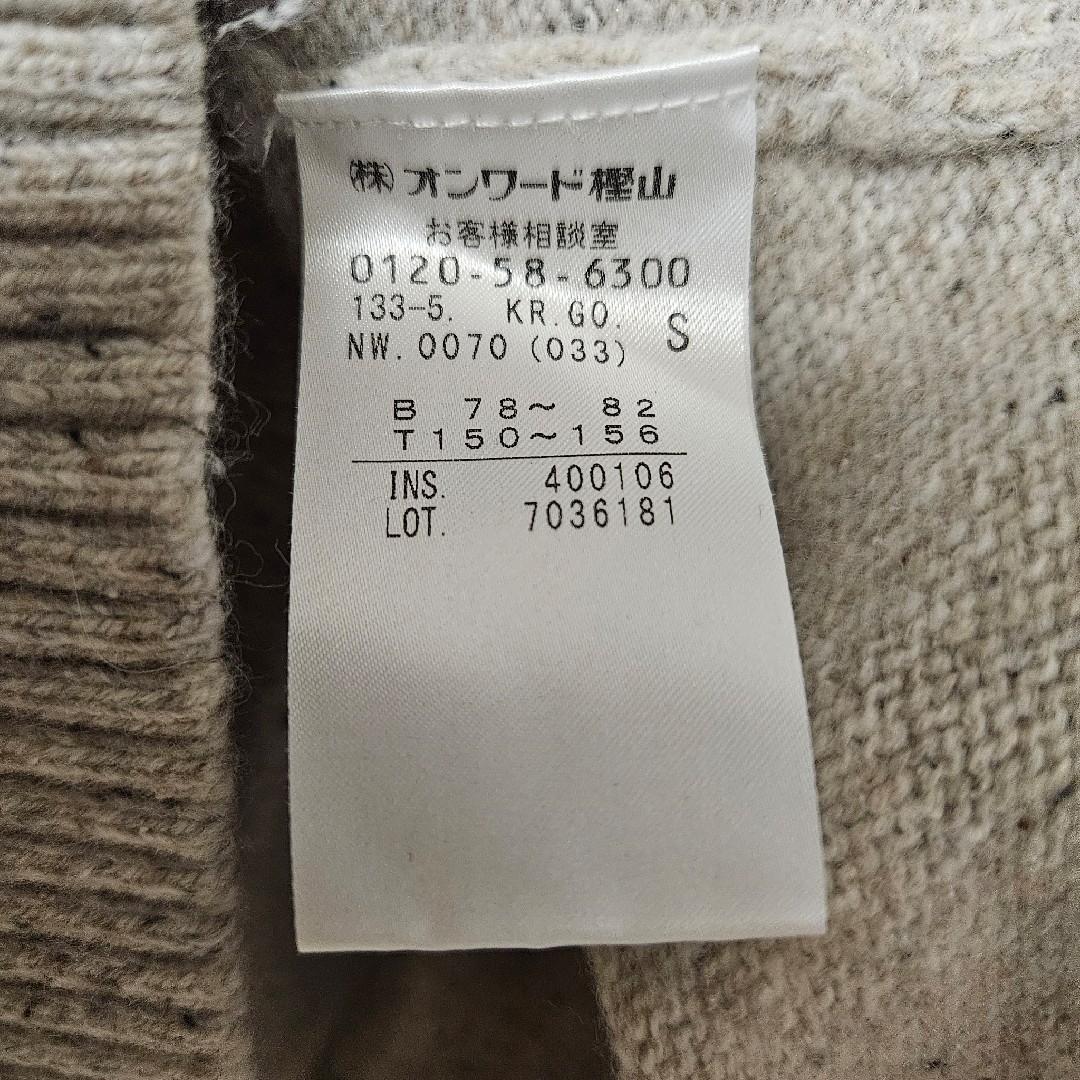 ㈱オンワード樫山
お客様相談室
0120-58-6300
133-5. KR.GO. S
NW.0070 (033)
B 78～ 82
T150～156
INS. 400106
LOT. 7036181